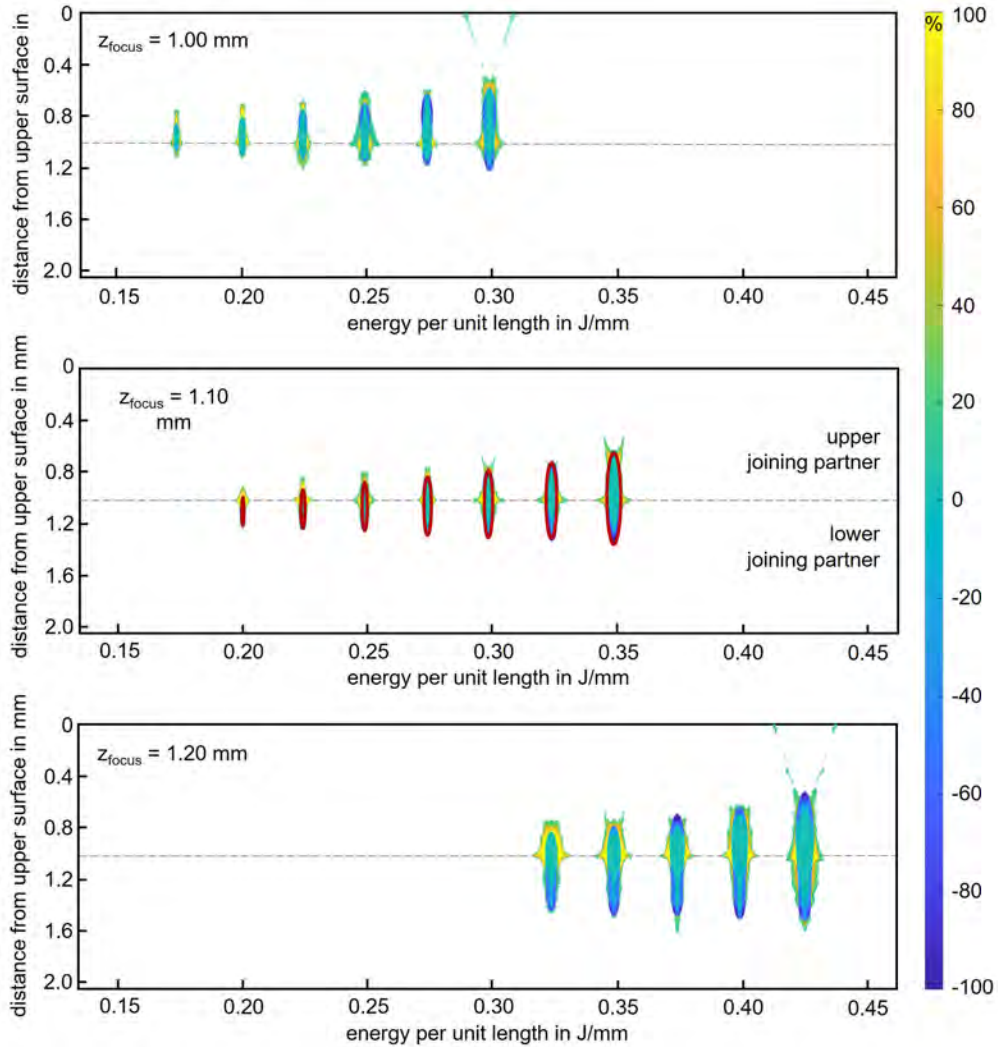 0
z_focus = 1.00 mm
0.4
0.8
1.2
1.6
2.0
distance from upper surface in
0.15 0.20 0.25 0.30 0.35 0.40 0.45
energy per unit length in J/mm
0
z_focus = 1.10
mm
0.4
upper
joining partner
0.8
1.2
lower
joining partner
1.6
2.0
distance from upper surface in mm
0.15 0.20 0.25 0.30 0.35 0.40 0.45
energy per unit length in J/mm
0
z_focus = 1.20 mm
0.4
0.8
1.2
1.6
2.0
distance from upper surface in mm
0.15 0.20 0.25 0.30 0.35 0.40 0.45
energy per unit length in J/mm
%
100
80
60
40
20
0
-20
-40
-60
-80
-100